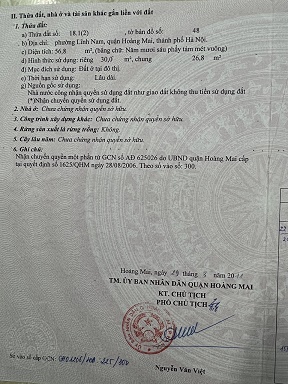 II. Thửa đất, nhà ở và tài sản khác gắn liền với đất
1. Thửa đất:
a) Thửa đất số: 18.1(2) tờ bản đồ số: 48
b) Địa chỉ: phường Lĩnh Nam, quận Hoàng Mai, thành phố Hà Nội.
c) Diện tích: 56,8 m², (bằng chữ: Năm mươi sáu phẩy tám mét vuông)
d) Hình thức sử dụng: riêng 30,0 m², chung 26,8 m²
đ) Mục đích sử dụng: Đất ở tại đô thị.
e) Thời hạn sử dụng: Lâu dài.
g) Nguồn gốc sử dụng:
Nhà nước công nhận quyền sử dụng đất như giao đất không thu tiền sử dụng đất
(*)Nhận chuyển quyền sử dụng đất.
2. Nhà ở: Chưa chứng nhận quyền sở hữu.
3. Công trình xây dựng khác: Chưa chứng nhận quyền sở hữu.
4. Rừng sản xuất là rừng trồng: Không.
5. Cây lâu năm: Chưa chứng nhận quyền sở hữu.
6. Ghi chú:
Nhận chuyển quyền một phần từ GCN số AĐ 625026 do UBND quận Hoàng Mai cấp
tại quyết định số 1625/QHM ngày 28/08/2006. Theo số vào sổ: 300.
Hoàng Mai, ngày 29 tháng 3 năm
TM. ỦY BAN NHÂN DÂN QUẬN HOÀNG MAI
KT. CHỦ TỊCH
PHÓ CHỦ TỊCH
Số vào sổ cấp GCN:
Nguyễn Văn Việt